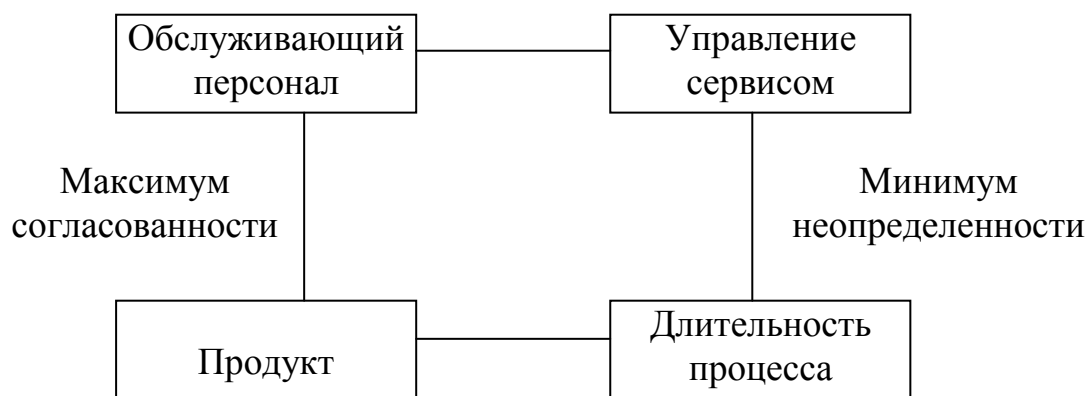 Обслуживающий
персонал
Управление
сервисом
Максимум
согласованности
Минимум
неопределенности
Продукт
Длительность
процесса